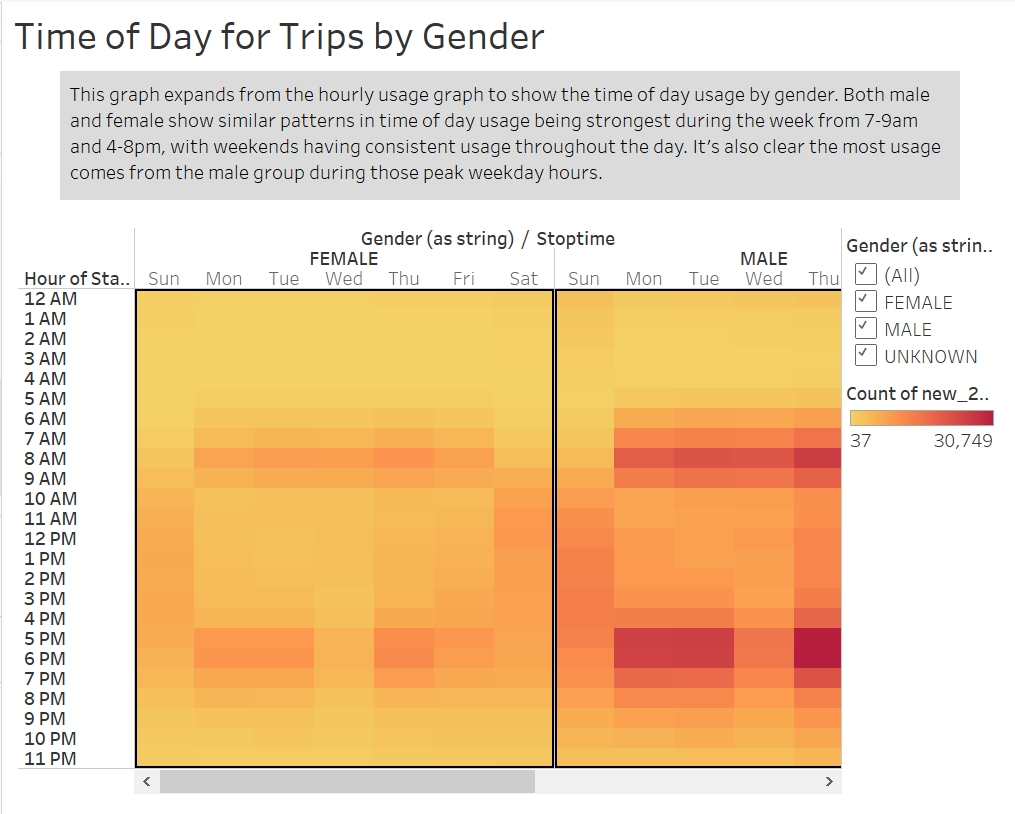 Time of Day for Trips by Gender
This graph expands from the hourly usage graph to show the time of day usage by gender. Both male
and female show similar patterns in time of day usage being strongest during the week from 7-9am
and 4-8pm, with weekends having consistent usage throughout the day. It's also clear the most usage
comes from the male group during those peak weekday hours.
Gender (as string) / Stoptime
FEMALE MALE
Hour of Sta.. Sun Mon Tue Wed Thu Fri Sat Sun Mon Tue Wed Thu
12 AM
1 AM
2 AM
3 AM
4 AM
5 AM
6 AM
7 AM
8 AM
9 AM
10 AM
11 AM
12 PM
1 PM
2 PM
3 PM
4 PM
5 PM
6 PM
7 PM
8 PM
9 PM
10 PM
11 PM
Gender (as strin..
(All)
FEMALE
MALE
UNKNOWN
Count of new_2..
37 30,749